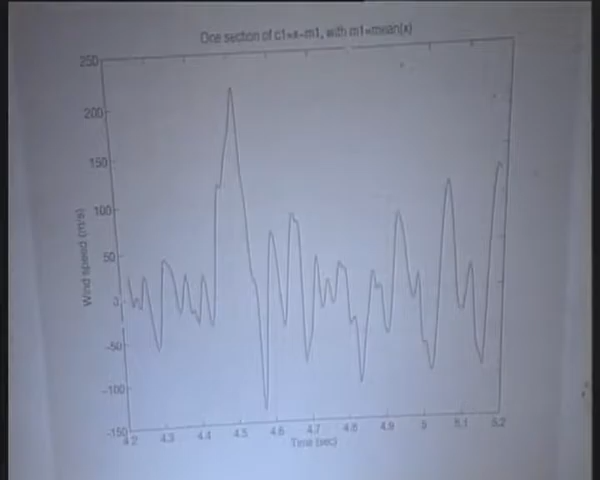 One section of c1=x-m1, with m1=mean(x)
250
200
150
100
50
0
-50
-100
-150
Wind speed (m/s)
4.2 4.3 4.4 4.5 4.6 4.7 4.8 4.9 5 5.1 5.2
Time (sec)